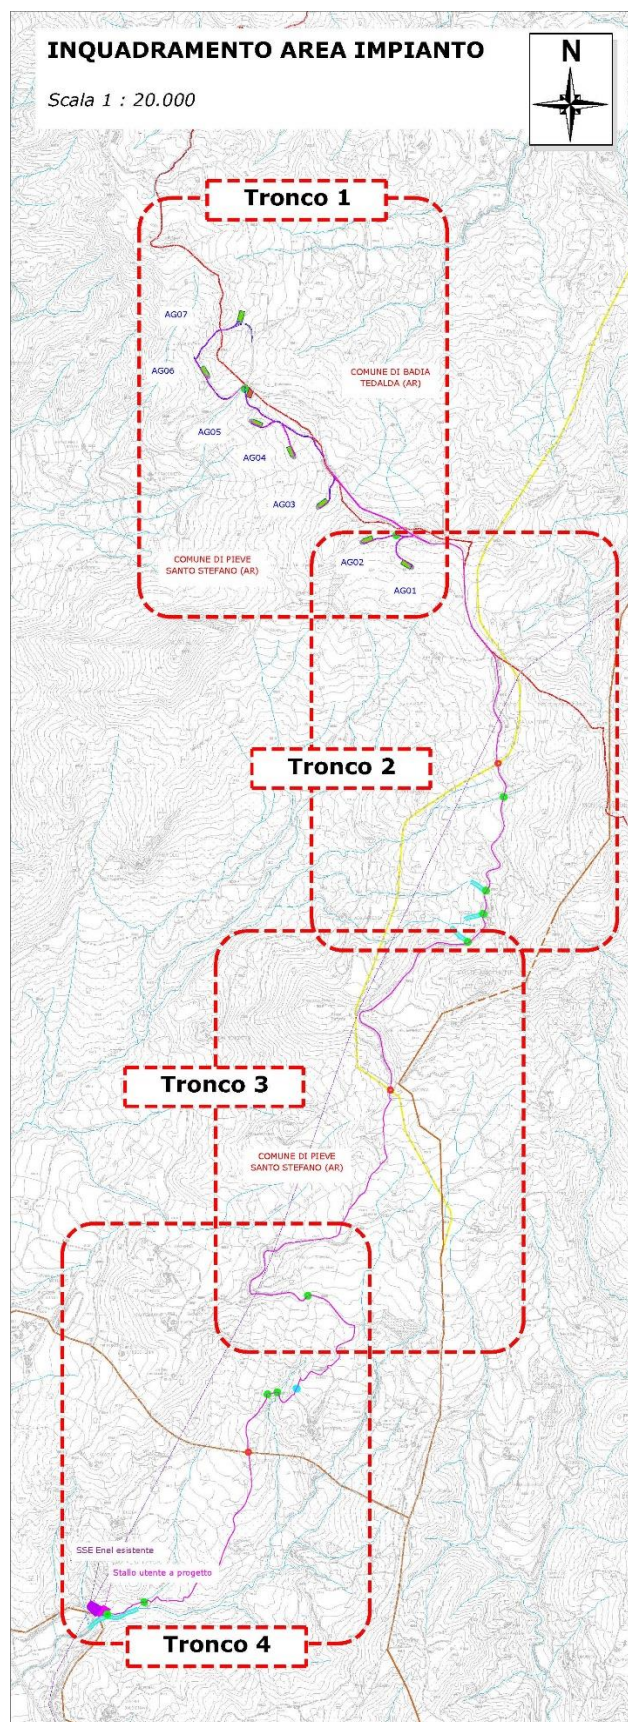 INQUADRAMENTO AREA IMPIANTO
N
Scala 1 : 20.000
Tronco 1
AG07
AG06
COMUNE DI BADIA
TEDALDA (AR)
AG05
AG04
AG03
COMUNE DI PIEVE
SANTO STEFANO (AR)
AG02
AG01
Tronco 2
Tronco 3
COMUNE DI PIEVE
SANTO STEFANO (AR)
SSE Enel esistente
Stallo utente a progetto
Tronco 4